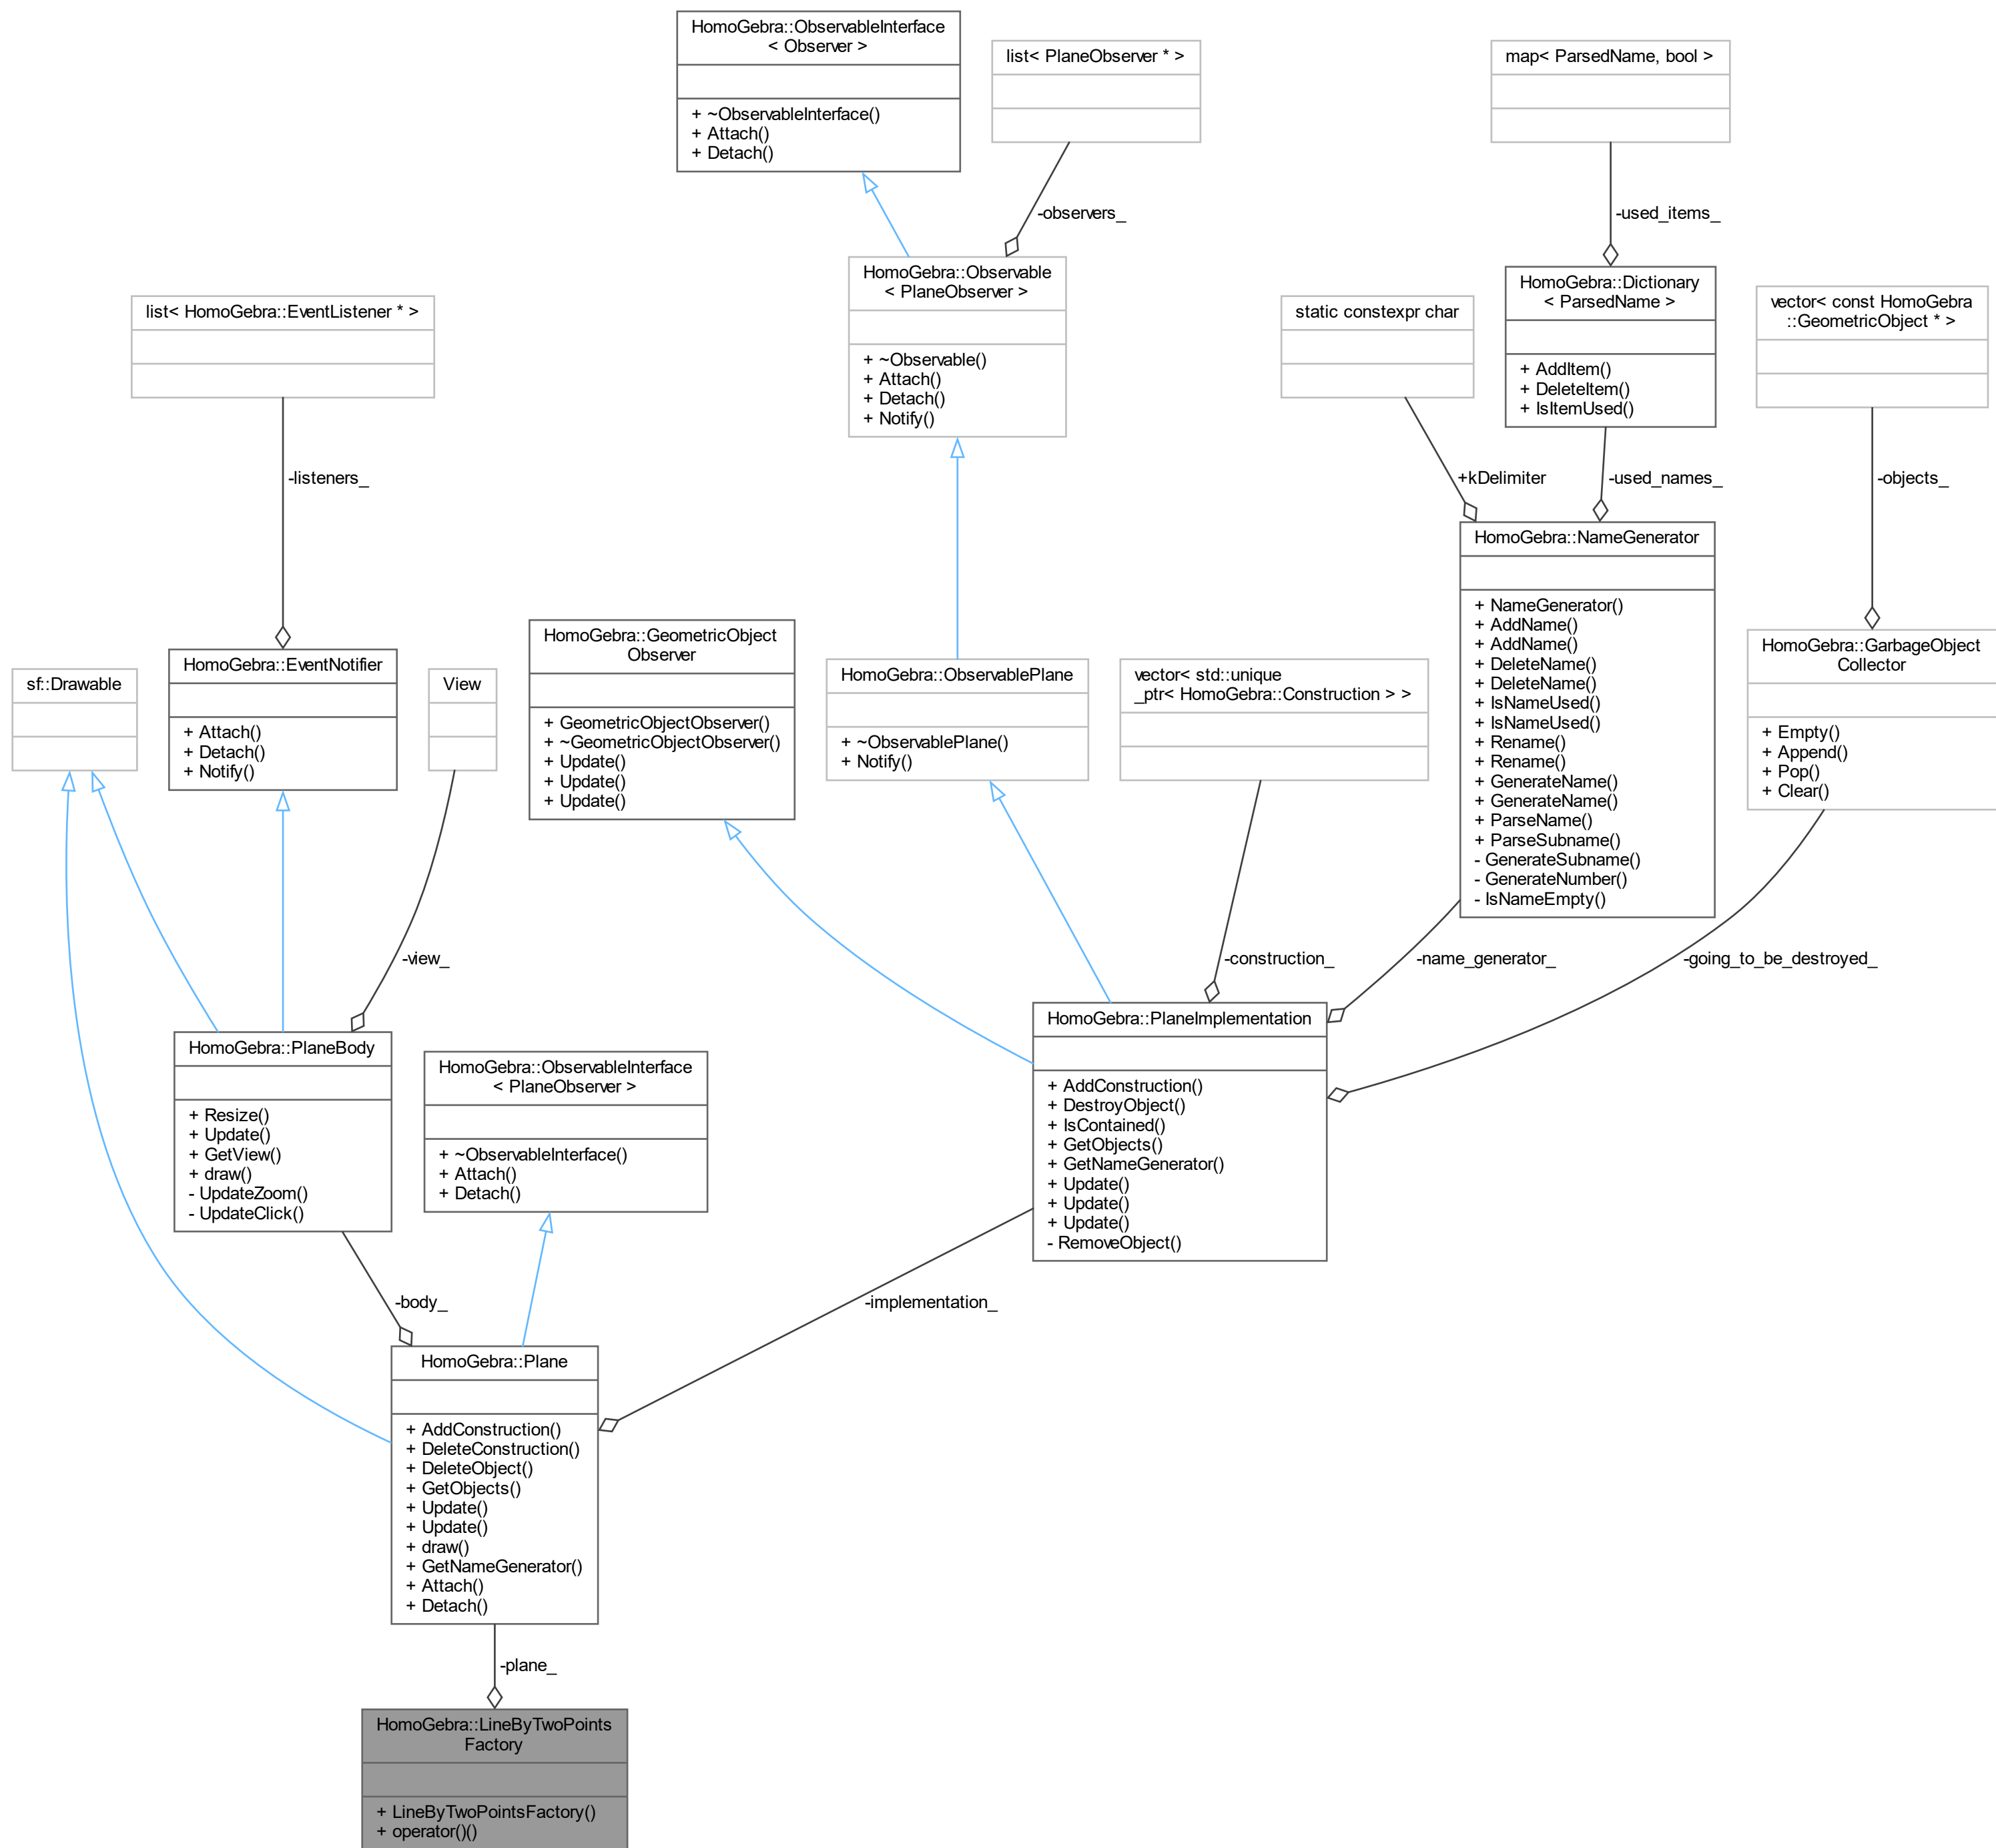 HomoGebra::ObservableInterface
< Observer >
+ ~ObservableInterface()
+ Attach()
+ Detach()
list< PlaneObserver * >
map< ParsedName, bool >
-observers_
-used_items_
HomoGebra::Observable
< PlaneObserver >
+ ~Observable()
+ Attach()
+ Detach()
+ Notify()
HomoGebra::Dictionary
< ParsedName >
+ AddItem()
+ DeleteItem()
+ IsItemUsed()
list< HomoGebra::EventListener * >
static constexpr char
vector< const HomoGebra
::GeometricObject * >
-listeners_
+kDelimiter
-used_names_
-objects_
HomoGebra::NameGenerator
+ NameGenerator()
+ AddName()
+ AddName()
+ DeleteName()
+ DeleteName()
+ IsNameUsed()
+ IsNameUsed()
+ Rename()
+ Rename()
+ GenerateName()
+ GenerateName()
+ ParseName()
+ ParseSubname()
- GenerateSubname()
- GenerateNumber()
- IsNameEmpty()
sf::Drawable
HomoGebra::EventNotifier
+ Attach()
+ Detach()
+ Notify()
View
HomoGebra::GeometricObject
Observer
+ GeometricObjectObserver()
+ ~GeometricObjectObserver()
+ Update()
+ Update()
+ Update()
HomoGebra::ObservablePlane
+ ~ObservablePlane()
+ Notify()
vector< std::unique
_ptr< HomoGebra::Construction > >
HomoGebra::GarbageObject
Collector
+ Empty()
+ Append()
+ Pop()
+ Clear()
-view_
-construction_
-name_generator_
-going_to_be_destroyed_
HomoGebra::PlaneBody
+ Resize()
+ Update()
+ GetView()
+ draw()
- UpdateZoom()
- UpdateClick()
HomoGebra::ObservableInterface
< PlaneObserver >
+ ~ObservableInterface()
+ Attach()
+ Detach()
HomoGebra::PlaneImplementation
+ AddConstruction()
+ DestroyObject()
+ IsContained()
+ GetObjects()
+ GetNameGenerator()
+ Update()
+ Update()
+ Update()
- RemoveObject()
-body_
-implementation_
HomoGebra::Plane
+ AddConstruction()
+ DeleteConstruction()
+ DeleteObject()
+ GetObjects()
+ Update()
+ Update()
+ draw()
+ GetNameGenerator()
+ Attach()
+ Detach()
-plane_
HomoGebra::LineByTwoPoints
Factory
+ LineByTwoPointsFactory()
+ operator()()